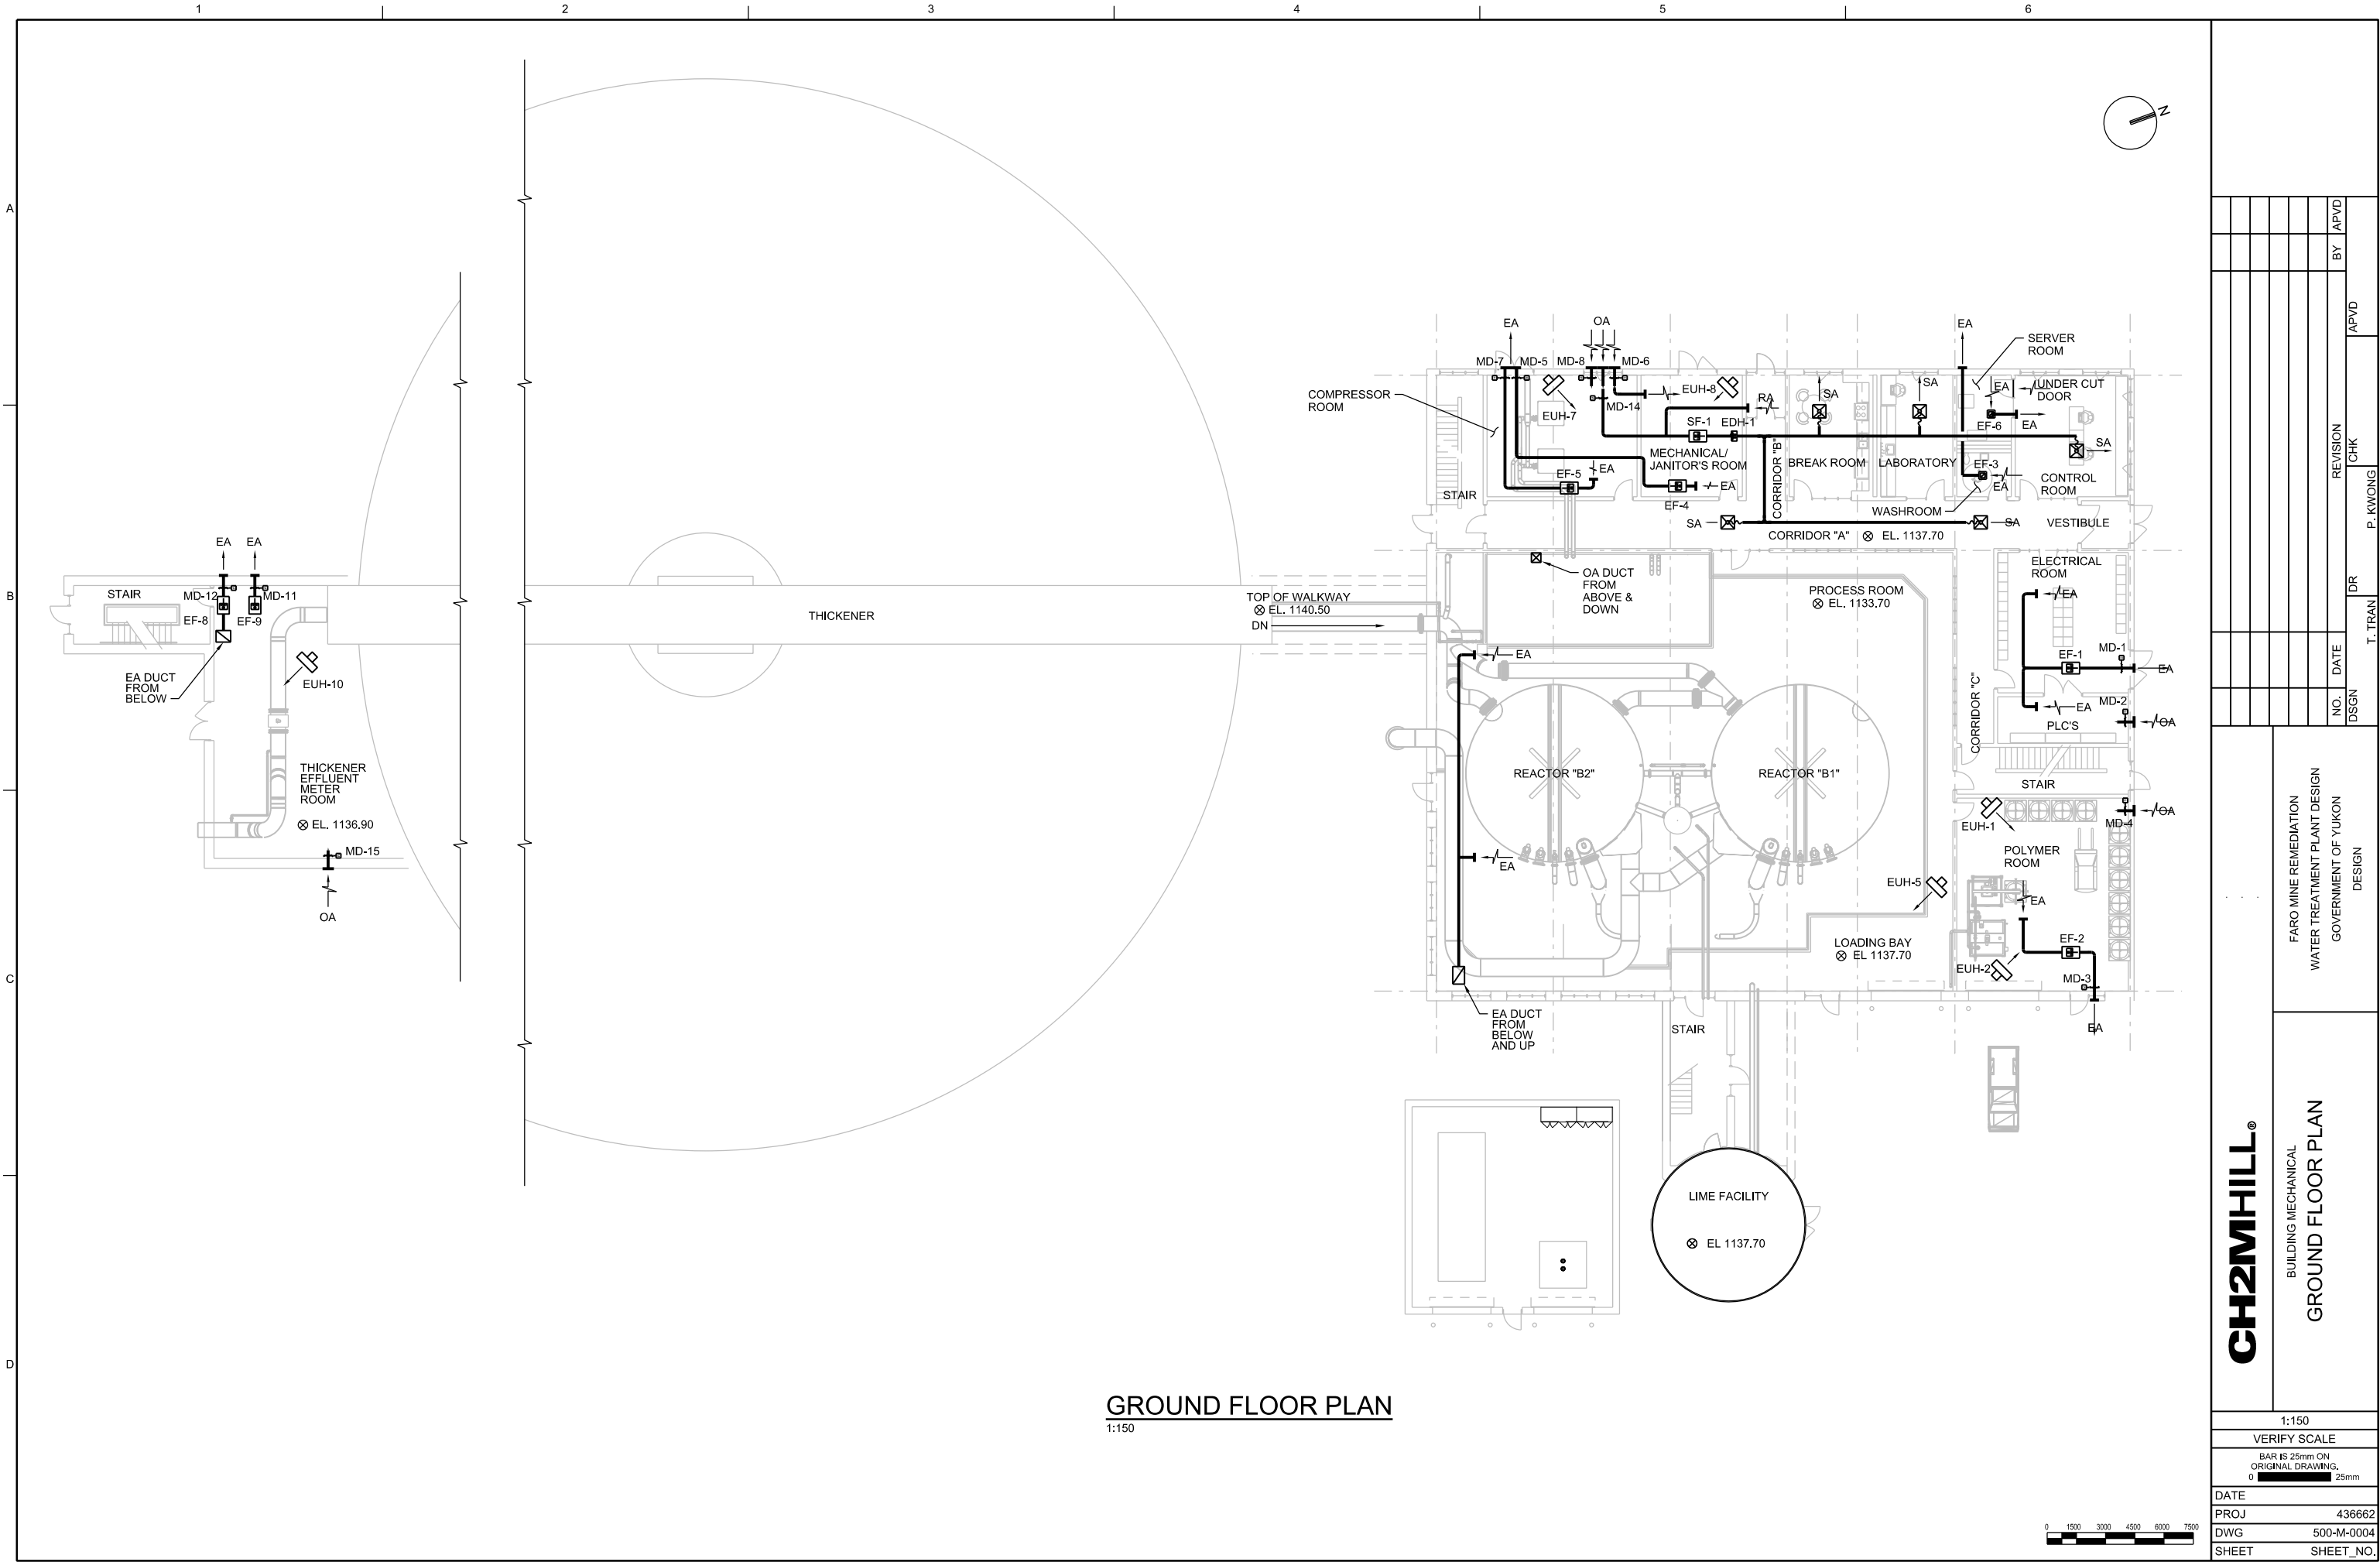 1
2
3
4
5
6
A
B
C
D
N
EA
OA
EA
SERVER
ROOM
MD-7
MD-5
MD-8
MD-6
COMPRESSOR
ROOM
EUH-7
MD-14
EUH-8
RA
SA
SA
EA
UNDER CUT
DOOR
EF-6
EA
SF-1
EDH-1
SA
MECHANICAL/
JANITOR'S ROOM
CORRIDOR "B"
BREAK ROOM
LABORATORY
EF-3
EA
CONTROL
ROOM
EF-5
EA
STAIR
EF-4
EA
WASHROOM
SA
SA
VESTIBULE
CORRIDOR "A"
EL. 1137.70
EA
EA
STAIR
MD-12
MD-11
EF-8
EF-9
EA DUCT
FROM
BELOW
EUH-10
THICKENER
EFFLUENT
METER
ROOM
EL. 1136.90
MD-15
OA
THICKENER
TOP OF WALKWAY
EL. 1140.50
DN
OA DUCT
FROM
ABOVE &
DOWN
PROCESS ROOM
EL. 1133.70
ELECTRICAL
ROOM
EA
EF-1
MD-1
EA
EA
MD-2
OA
PLC'S
CORRIDOR "C"
EA
REACTOR "B2"
REACTOR "B1"
STAIR
OA
MD-4
EUH-1
POLYMER
ROOM
EA
EUH-5
EA
LOADING BAY
EL 1137.70
EF-2
EUH-2
MD-3
EA
EA DUCT
FROM
BELOW
AND UP
STAIR
LIME FACILITY
EL 1137.70
GROUND FLOOR PLAN
1:150
0 1500 3000 4500 6000 7500
NO.
DATE
REVISION
BY
APVD
DSGN
DR
T. TRAN
CHK
P. KWONG
APVD
FARO MINE REMEDIATION
WATER TREATMENT PLANT DESIGN
GOVERNMENT OF YUKON
DESIGN
CH2MHILL®
BUILDING MECHANICAL
GROUND FLOOR PLAN
1:150
VERIFY SCALE
BAR IS 25mm ON
ORIGINAL DRAWING.
0 25mm
DATE
PROJ 436662
DWG 500-M-0004
SHEET SHEET_NO.